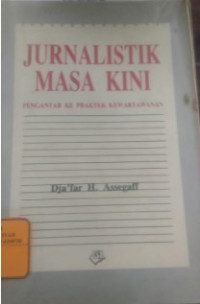 JURNALISTIK
MASA KINI
PENGANTAR KE PRAKTEK KEWARTAWANAN
Dja'far H. Assegaff